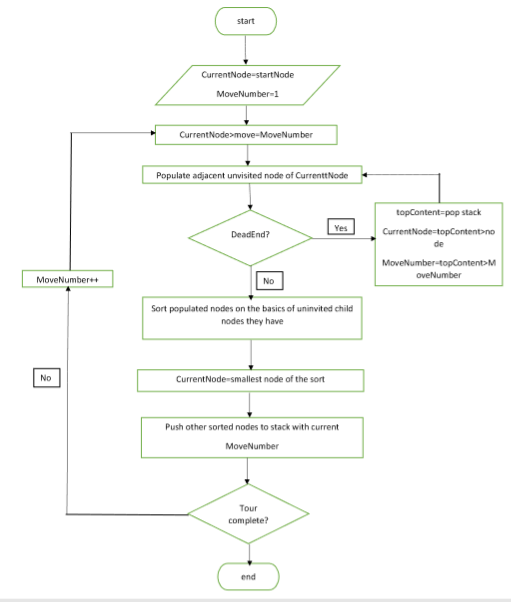 start
CurrentNode=startNode
MoveNumber=1
CurrentNode>move=MoveNumber
Populate adjacent unvisited node of CurrenttNode
DeadEnd?
Yes
topContent=pop stack
CurrentNode=topContent>no
de
MoveNumber=topContent>M
oveNumber
No
MoveNumber++
Sort populated nodes on the basics of uninvited child
nodes they have
CurrentNode=smallest node of the sort
No
Push other sorted nodes to stack with current
MoveNumber
Tour
complete?
end